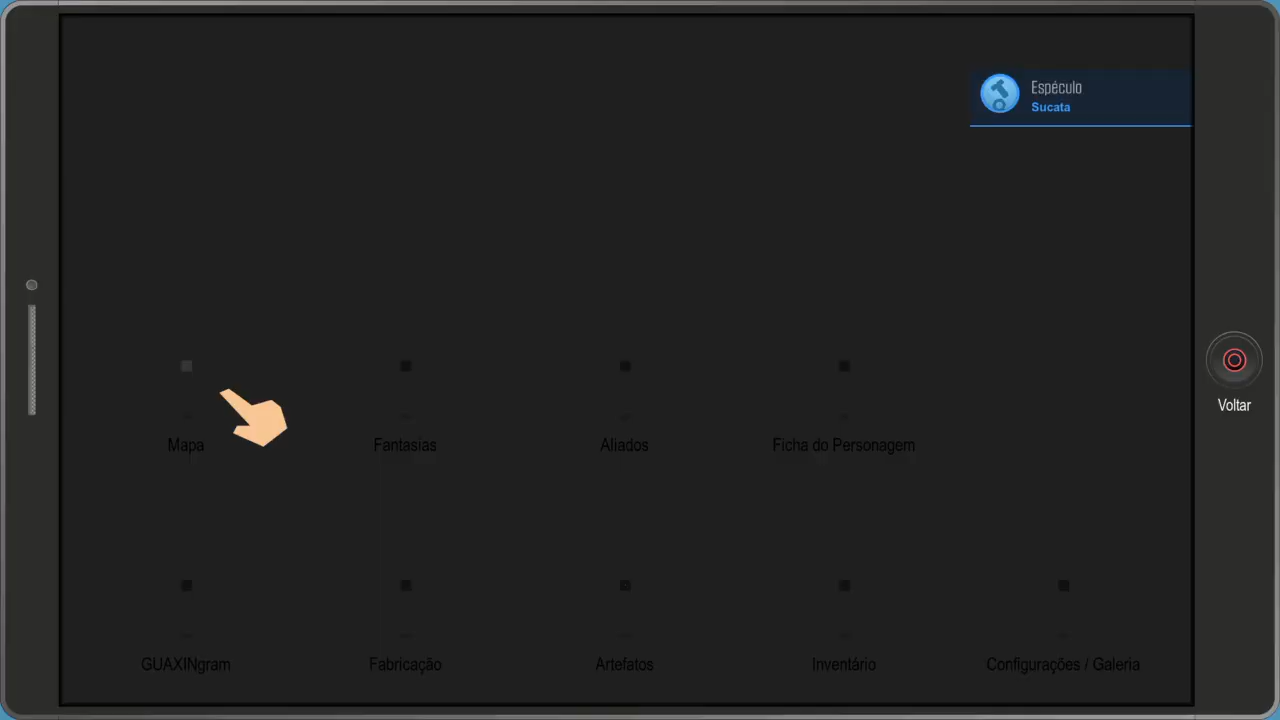 Espéculo
Sucata
Voltar
Mapa
Fantasias
Aliados
Ficha do Personagem
GUAXINgram
Fabricação
Artefatos
Inventário
Configurações / Galeria